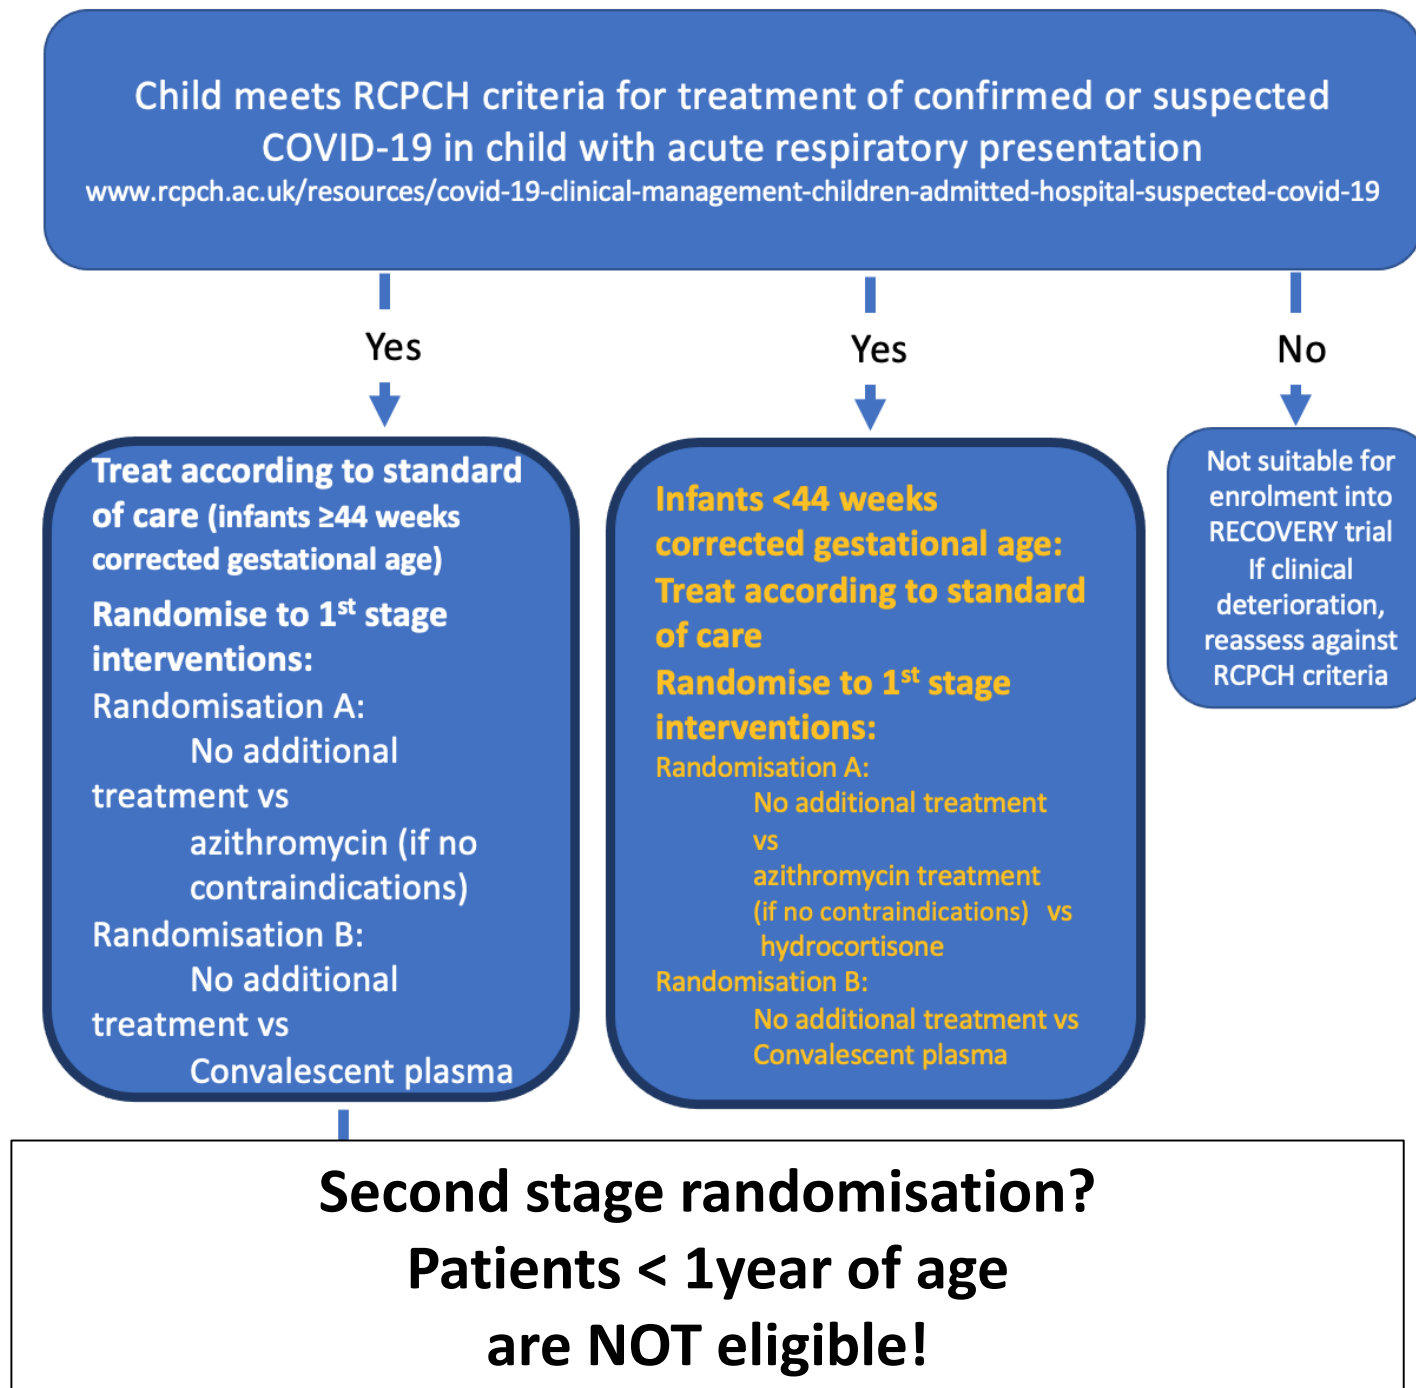 Child meets RCPCH criteria for treatment of confirmed or suspected
COVID-19 in child with acute respiratory presentation
www.rcpch.ac.uk/resources/covid-19-clinical-management-children-admitted-hospital-suspected-covid-19
Yes
Yes
No
Treat according to standard
of care (infants ≥44 weeks
corrected gestational age)
Randomise to 1st stage
interventions:
Randomisation A:
No additional
treatment vs
azithromycin (if no
contraindications)
Randomisation B:
No additional
treatment vs
Convalescent plasma
Infants <44 weeks
corrected gestational age:
Treat according to standard
of care
Randomise to 1st stage
interventions:
Randomisation A:
No additional treatment
vs
azithromycin treatment
(if no contraindications) vs
hydrocortisone
Randomisation B:
No additional treatment vs
Convalescent plasma
Not suitable for
enrolment into
RECOVERY trial
If clinical
deterioration,
reassess against
RCPCH criteria
Second stage randomisation?
Patients < 1year of age
are NOT eligible!